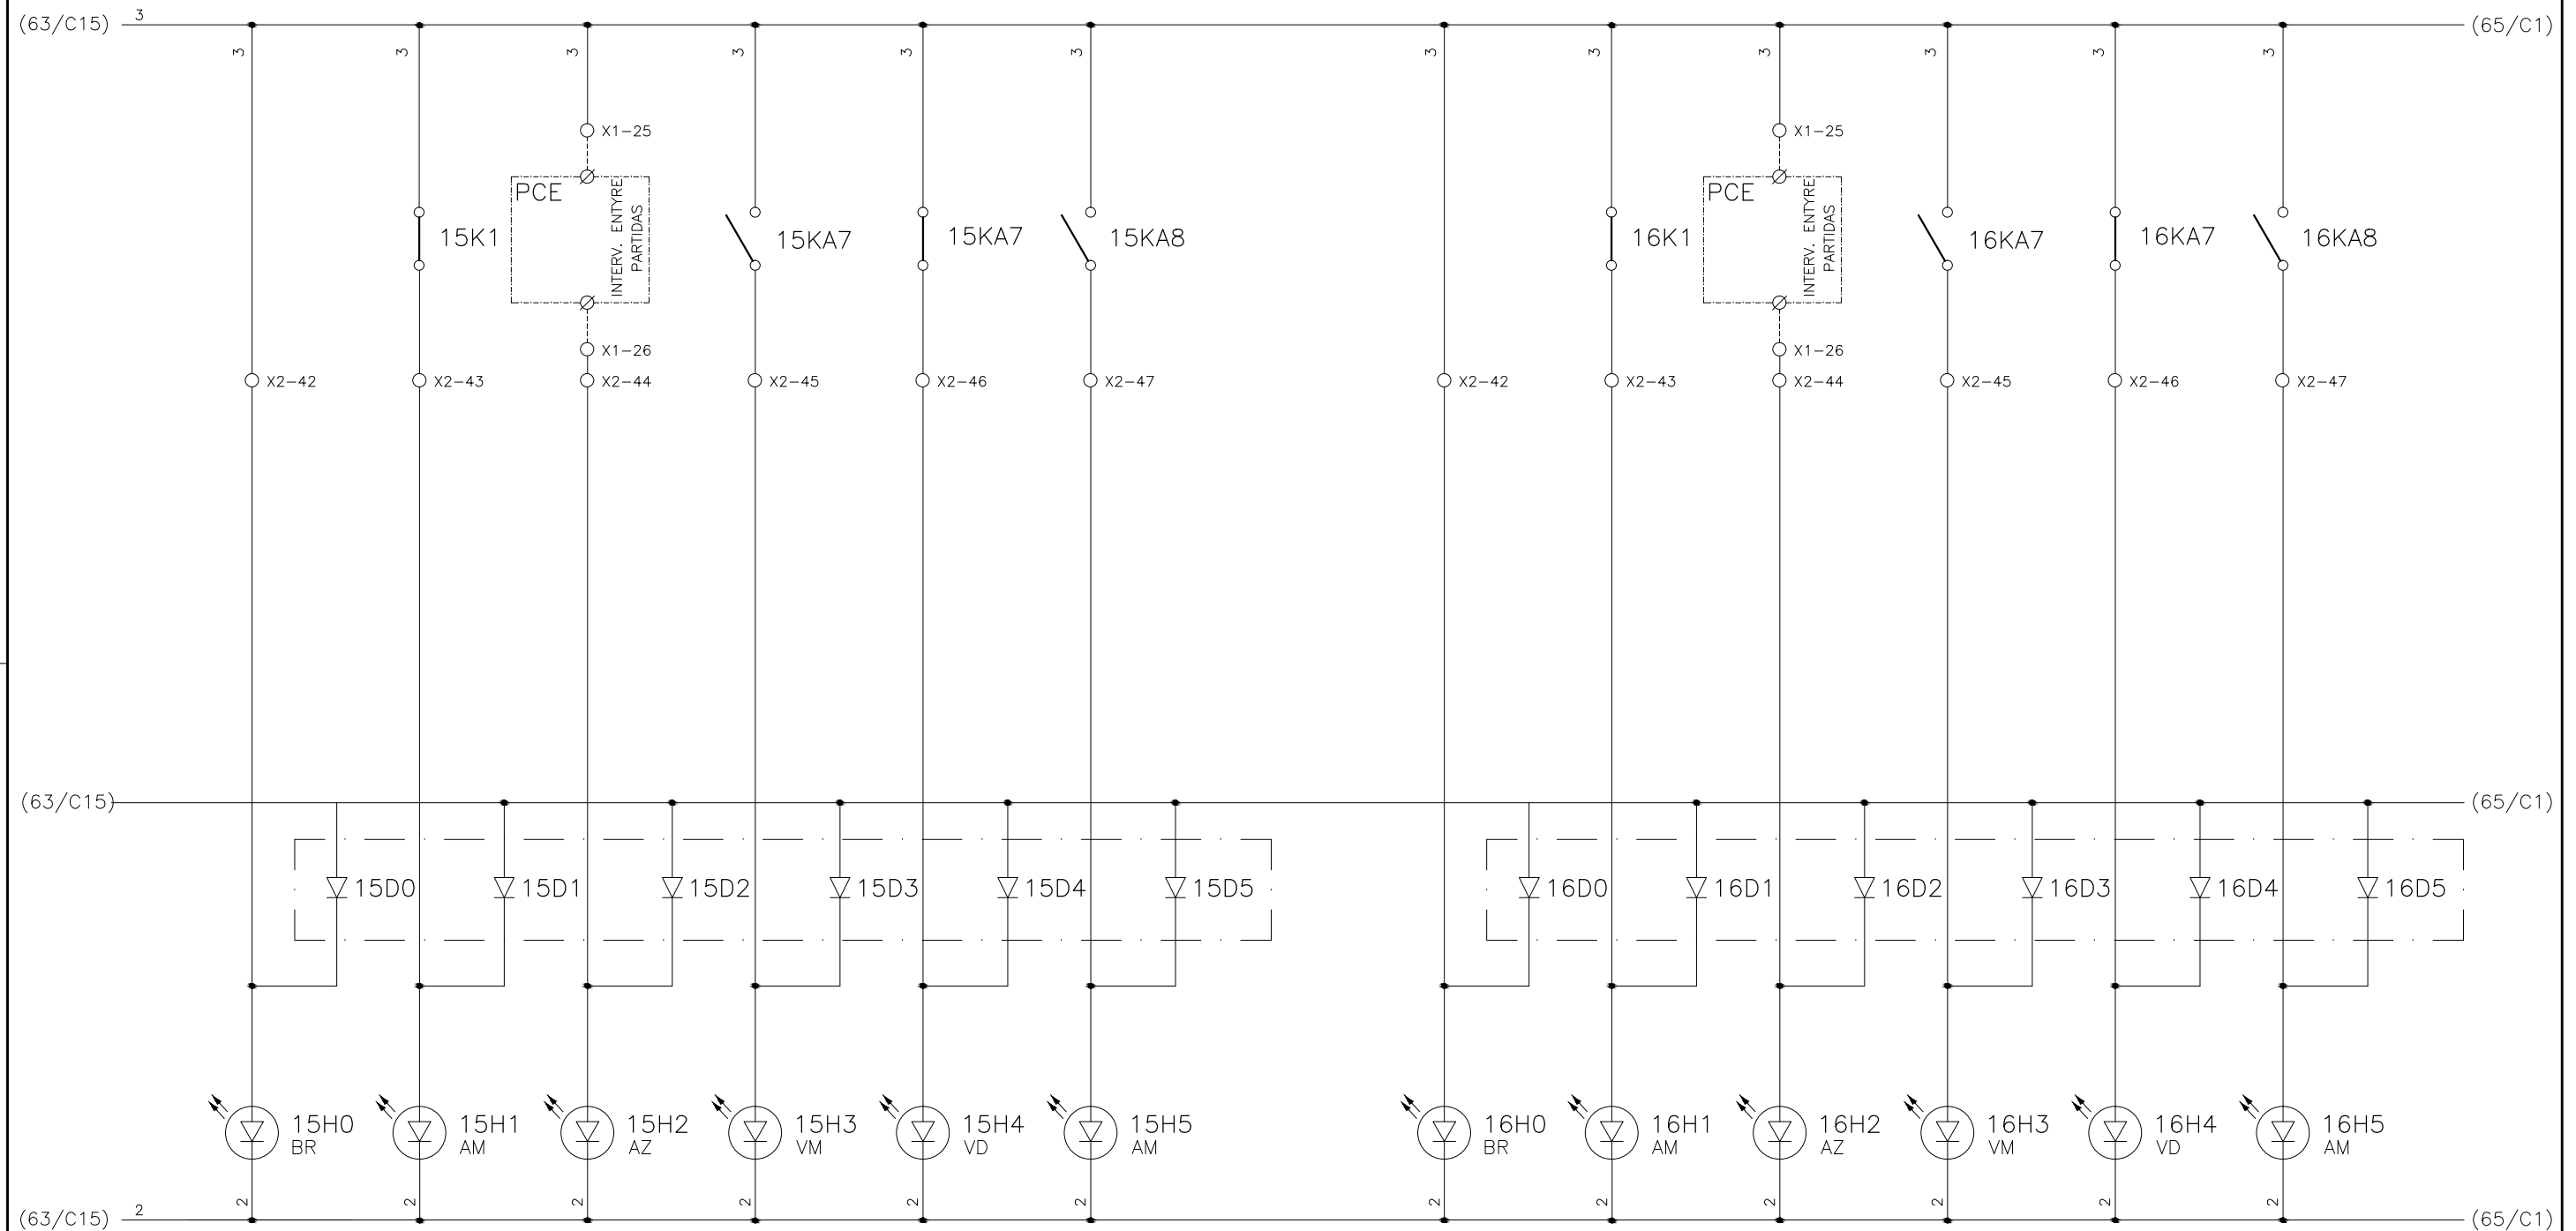 (63/C15) 3 (65/C1)
3 3 3 3 3 3 3 3 3 3 3 3
X1-25 X1-25
PCE INTERV. ENTYRE PARTIDAS PCE INTERV. ENTYRE PARTIDAS
15K1 15KA7 15KA7 15KA8 16K1 16KA7 16KA7 16KA8
X1-26 X1-26
X2-42 X2-43 X2-44 X2-45 X2-46 X2-47 X2-42 X2-43 X2-44 X2-45 X2-46 X2-47
(63/C15) (65/C1)
15D0 15D1 15D2 15D3 15D4 15D5 16D0 16D1 16D2 16D3 16D4 16D5
15H0 15H1 15H2 15H3 15H4 15H5 16H0 16H1 16H2 16H3 16H4 16H5
BR AM AZ VM VD AM BR AM AZ VM VD AM
2 2 2 2 2 2 2 2 2 2 2 2
(63/C15) 2 (65/C1)